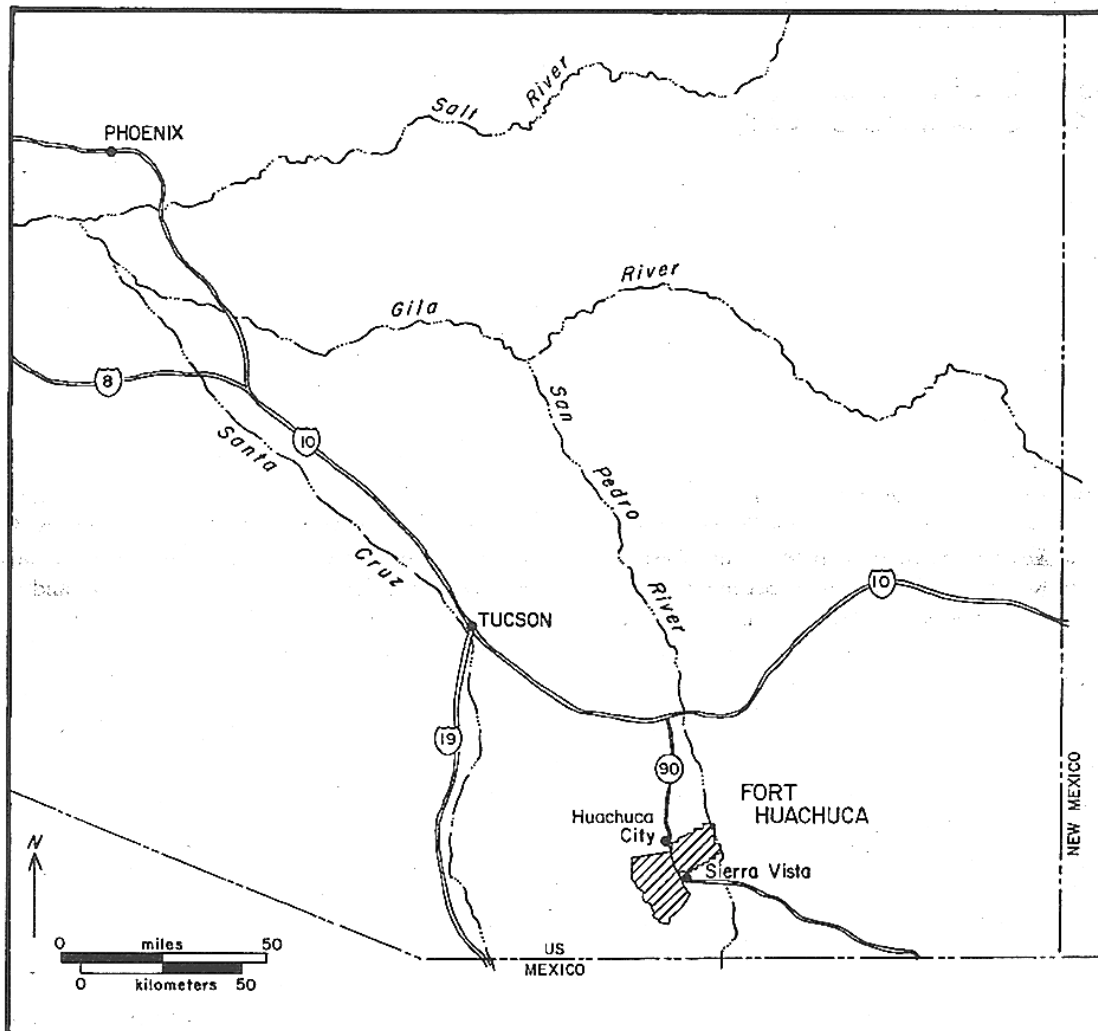 Salt River
PHOENIX
Gila River
8
10
Santa Cruz
San Pedro River
10
TUCSON
19
90
FORT
HUACHUCA
Huachuca
City
Sierra Vista
NEW MEXICO
N
0 miles 50
0 kilometers 50
US
MEXICO